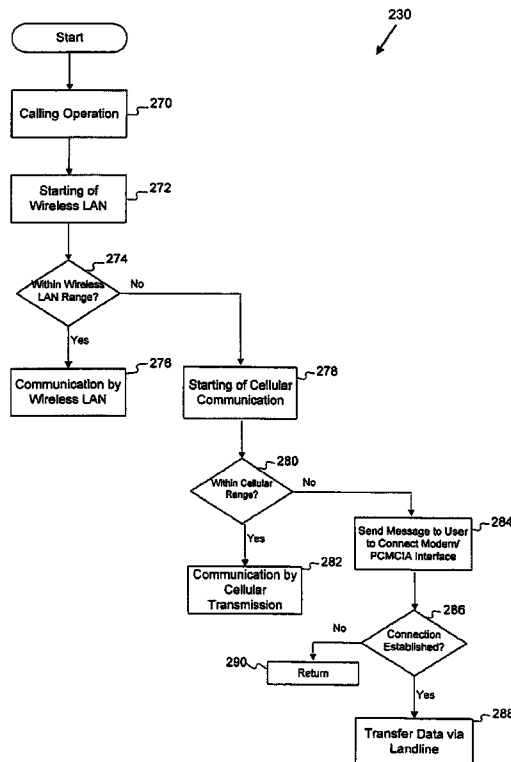 230
Start
Calling Operation
270
Starting of
Wireless LAN
272
274
Within Wireless
LAN Range?
No
Yes
Communication by
Wireless LAN
276
Starting of Cellular
Communication
278
280
Within Cellular
Range?
No
Yes
Send Message to User
to Connect Modem/
PCMCIA Interface
284
Communication by
Cellular
Transmission
282
286
Connection
Established?
No
290
Return
Yes
Transfer Data via
Landline
288